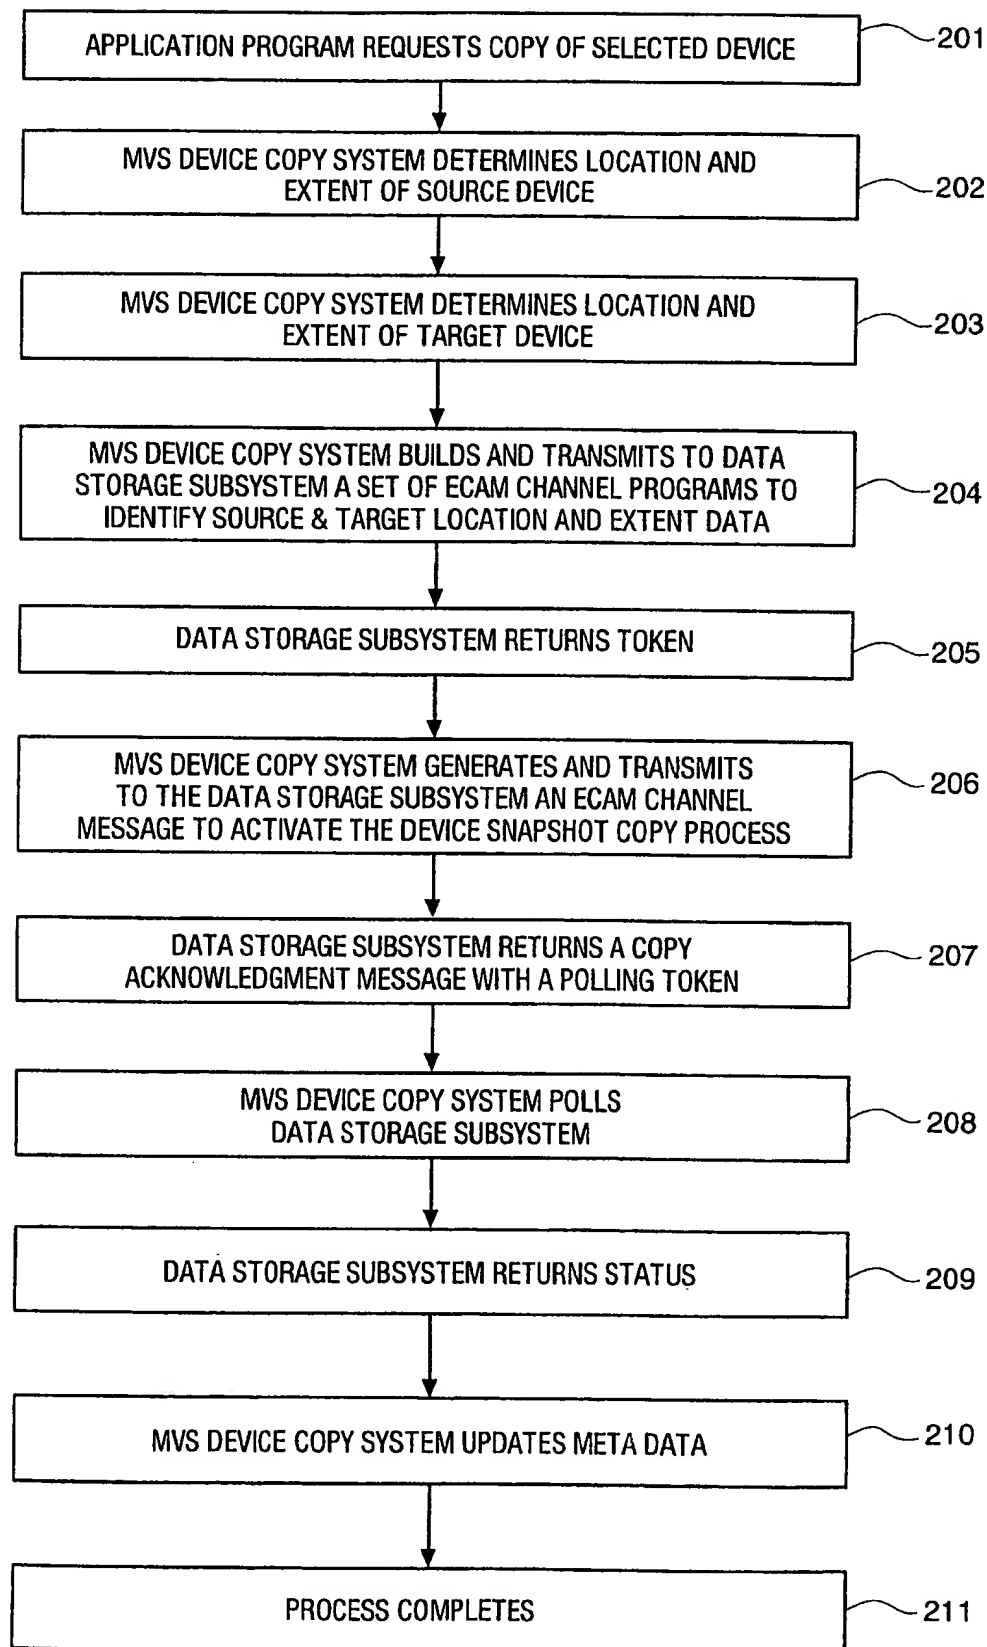 APPLICATION PROGRAM REQUESTS COPY OF SELECTED DEVICE
201
MVS DEVICE COPY SYSTEM DETERMINES LOCATION AND
EXTENT OF SOURCE DEVICE
202
MVS DEVICE COPY SYSTEM DETERMINES LOCATION AND
EXTENT OF TARGET DEVICE
203
MVS DEVICE COPY SYSTEM BUILDS AND TRANSMITS TO DATA
STORAGE SUBSYSTEM A SET OF ECAM CHANNEL PROGRAMS TO
IDENTIFY SOURCE & TARGET LOCATION AND EXTENT DATA
204
DATA STORAGE SUBSYSTEM RETURNS TOKEN
205
MVS DEVICE COPY SYSTEM GENERATES AND TRANSMITS
TO THE DATA STORAGE SUBSYSTEM AN ECAM CHANNEL
MESSAGE TO ACTIVATE THE DEVICE SNAPSHOT COPY PROCESS
206
DATA STORAGE SUBSYSTEM RETURNS A COPY
ACKNOWLEDGMENT MESSAGE WITH A POLLING TOKEN
207
MVS DEVICE COPY SYSTEM POLLS
DATA STORAGE SUBSYSTEM
208
DATA STORAGE SUBSYSTEM RETURNS STATUS
209
MVS DEVICE COPY SYSTEM UPDATES META DATA
210
PROCESS COMPLETES
211